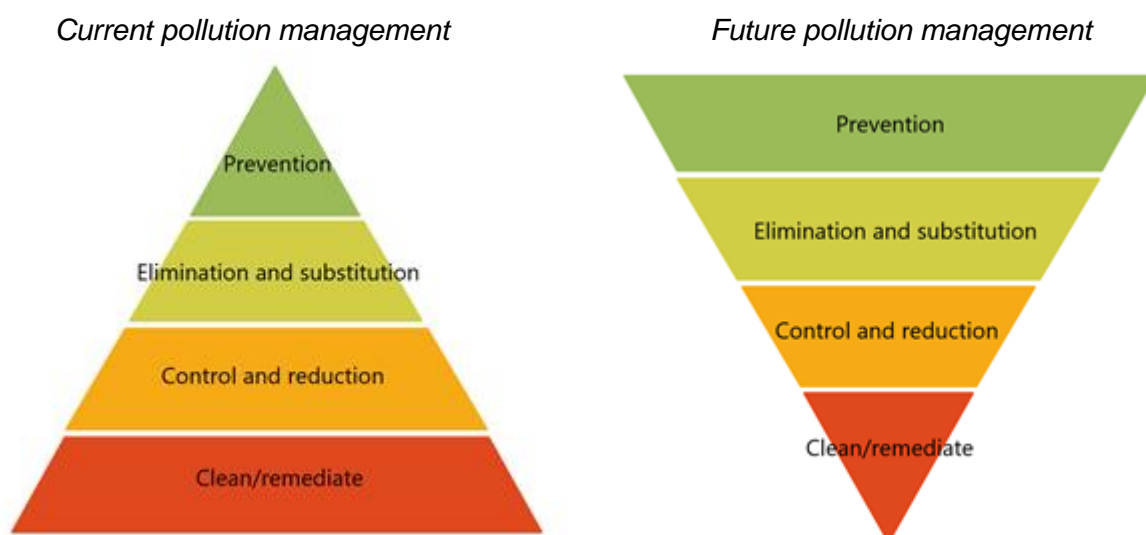 Current pollution management
Prevention
Elimination and substitution
Control and reduction
Clean/remediate
Future pollution management
Prevention
Elimination and substitution
Control and reduction
Clean/remediate